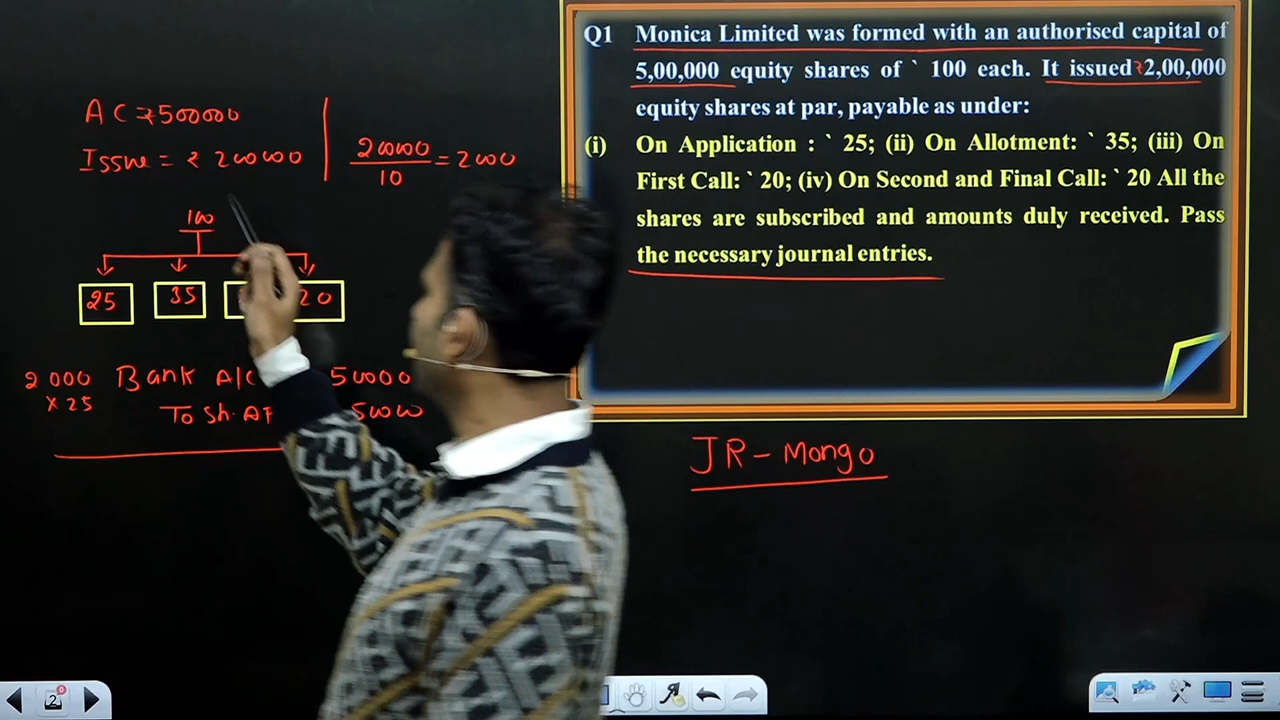 Q1 Monica Limited was formed with an authorised capital of
5,00,000 equity shares of ` 100 each. It issued ₹2,00,000
equity shares at par, payable as under:
(i) On Application : ` 25; (ii) On Allotment: ` 35; (iii) On
First Call: ` 20; (iv) On Second and Final Call: ` 20 All the
shares are subscribed and amounts duly received. Pass
the necessary journal entries.
AC = ₹500000
Issue = ₹ 200000
200000
10
= 2000
100
25 35 20
2000
× 25
Bank A/C 50000
To Sh. AP 50000
JR - Mongo
2
0